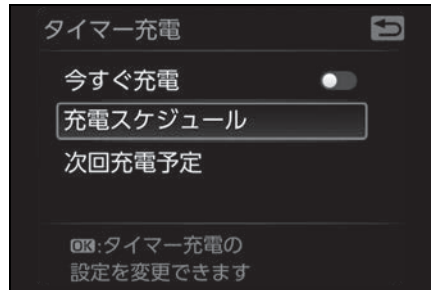 タイマー充電
今すぐ充電
充電スケジュール
次回充電予定
OK:タイマー充電の
設定を変更できます